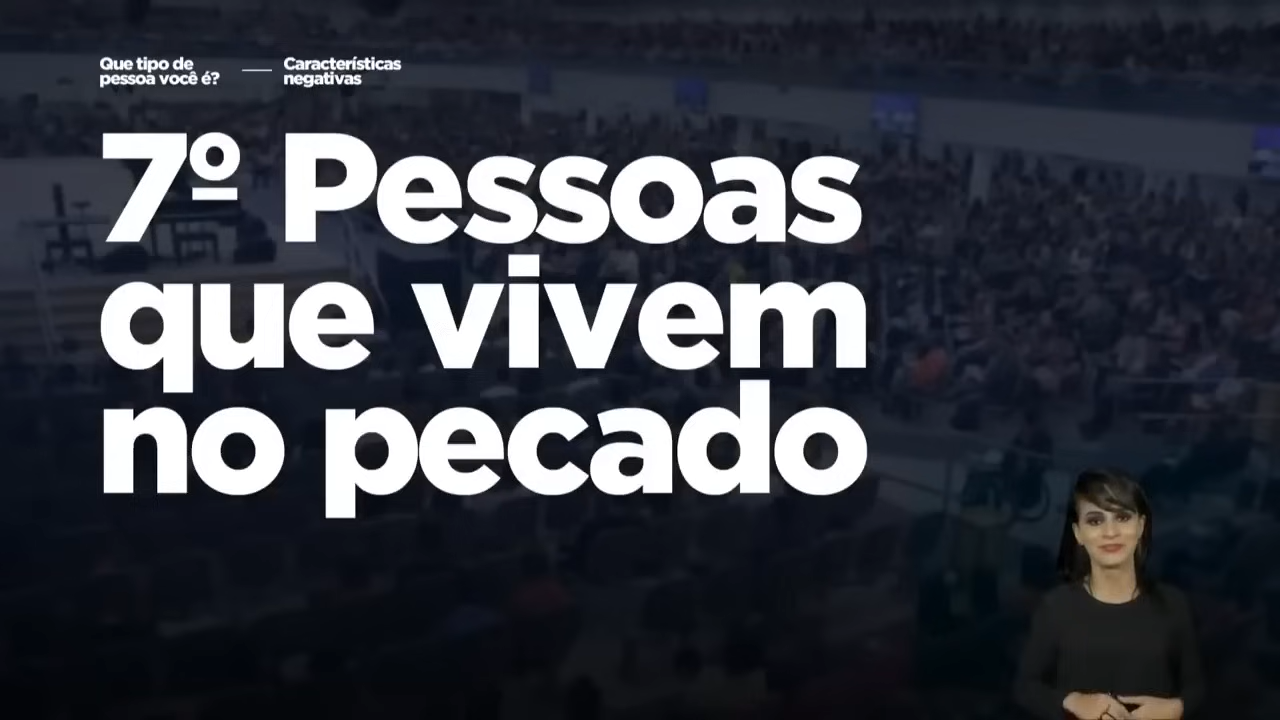 Que tipo de
pessoa você é?
Características
negativas
7º Pessoas
que vivem
no pecado